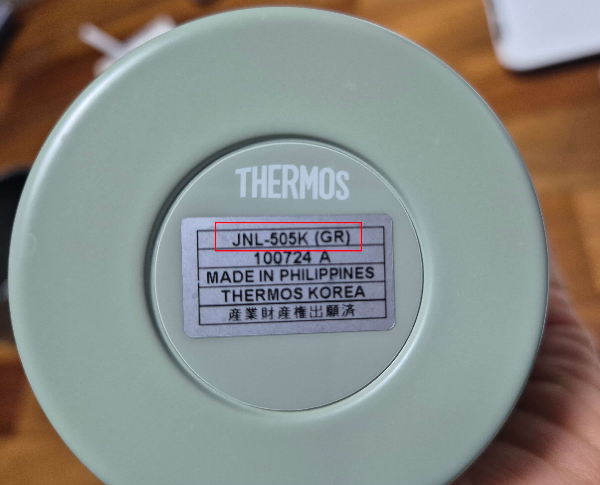 THERMOS
JNL-505K (GR)
100724 A
MADE IN PHILIPPINES
THERMOS KOREA
産業財産権出願済